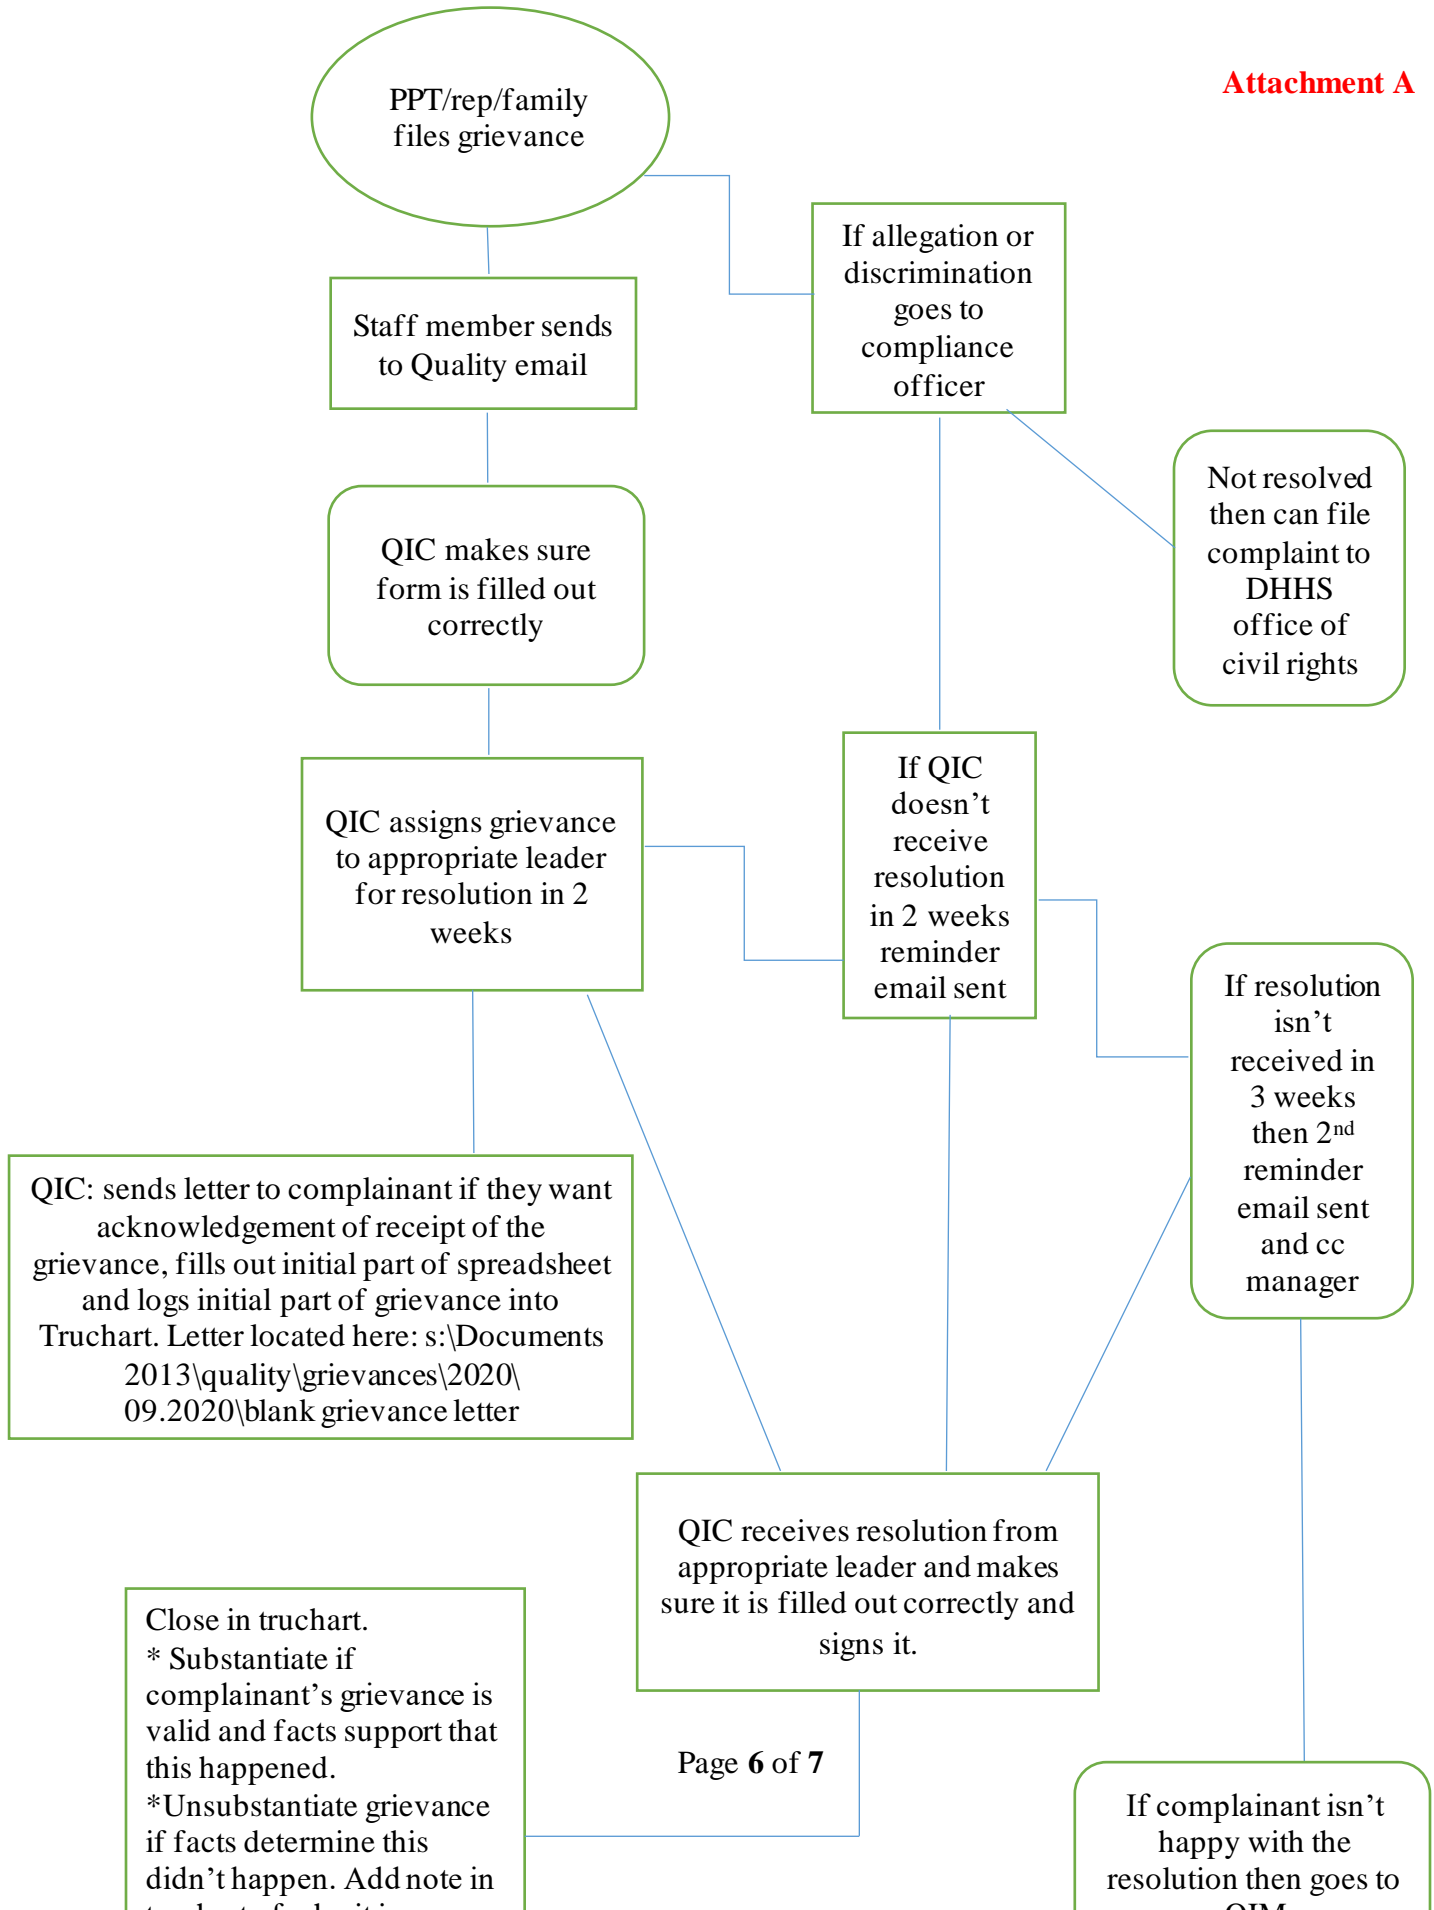 Attachment A
PPT/rep/family
files grievance
If allegation or
discrimination
goes to
compliance
officer
Staff member sends
to Quality email
Not resolved
then can file
complaint to
DHHS
office of
civil rights
QIC makes sure
form is filled out
correctly
If QIC
doesn’t
receive
resolution
in 2 weeks
reminder
email sent
QIC assigns grievance
to appropriate leader
for resolution in 2
weeks
If resolution
isn’t
received in
3 weeks
then 2nd
reminder
email sent
and cc
manager
QIC: sends letter to complainant if they want
acknowledgement of receipt of the
grievance, fills out initial part of spreadsheet
and logs initial part of grievance into
Truchart. Letter located here: s:\Documents
2013\quality\grievances\2020\
09.2020\blank grievance letter
QIC receives resolution from
appropriate leader and makes
sure it is filled out correctly and
signs it.
Close in truchart.
* Substantiate if
complainant’s grievance is
valid and facts support that
this happened.
*Unsubstantiate grievance
if facts determine this
didn’t happen. Add note in
Page 6 of 7
If complainant isn’t
happy with the
resolution then goes to
QIM